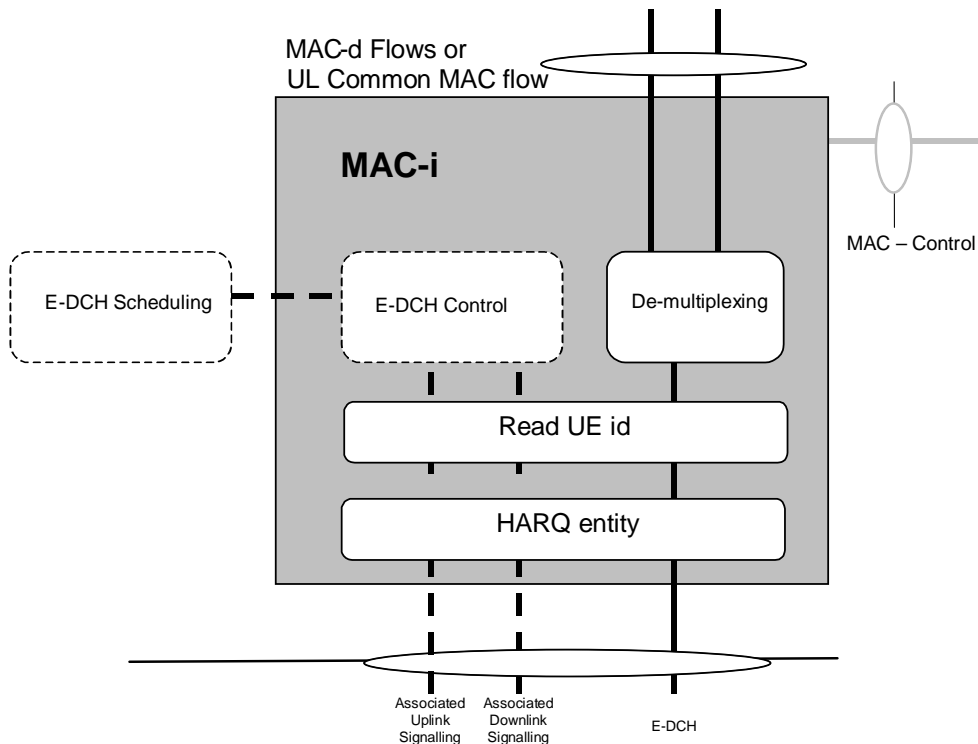 MAC-d Flows or
UL Common MAC flow
MAC-i
MAC – Control
E-DCH Scheduling
E-DCH Control
De-multiplexing
Read UE id
HARQ entity
Associated
Uplink
Signalling
Associated
Downlink
Signalling
E-DCH